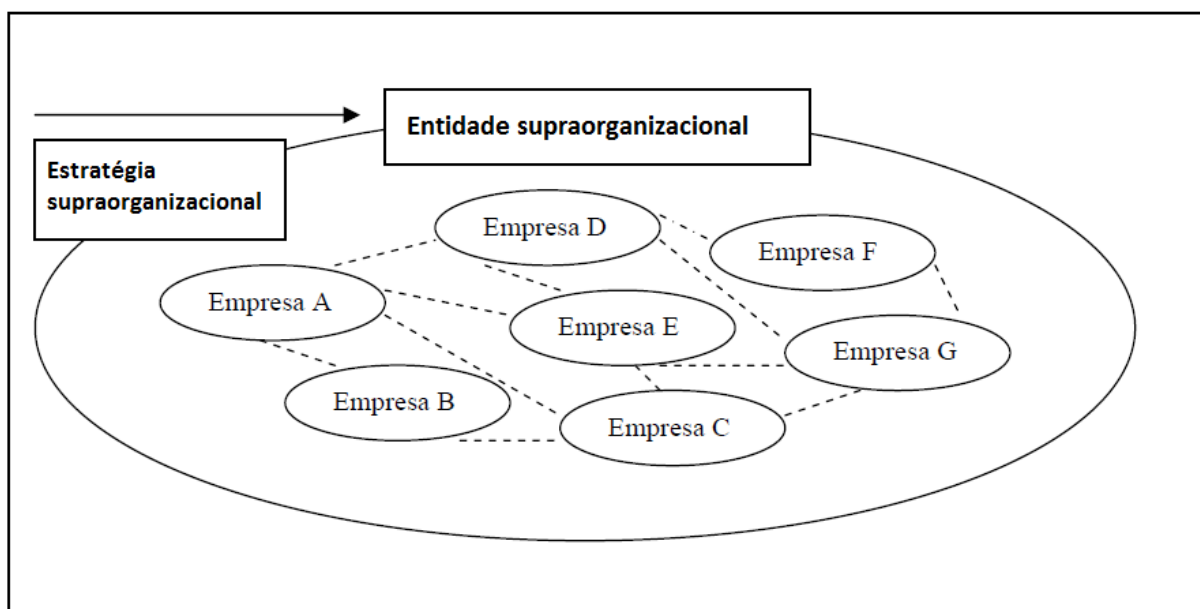 Entidade supraorganizacional
Estratégia
supraorganizacional
Empresa D
Empresa F
Empresa A
Empresa E
Empresa G
Empresa B
Empresa C